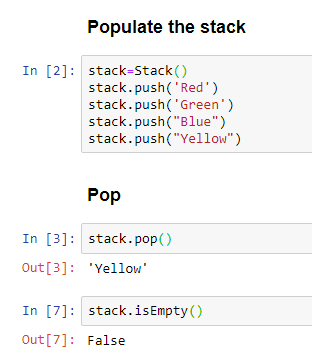 Populate the stack
In [2]: stack=Stack()
stack.push('Red')
stack.push('Green')
stack.push("Blue")
stack.push("Yellow")
Pop
In [3]: stack.pop()
Out[3]: 'Yellow'
In [7]: stack.isEmpty()
Out[7]: False